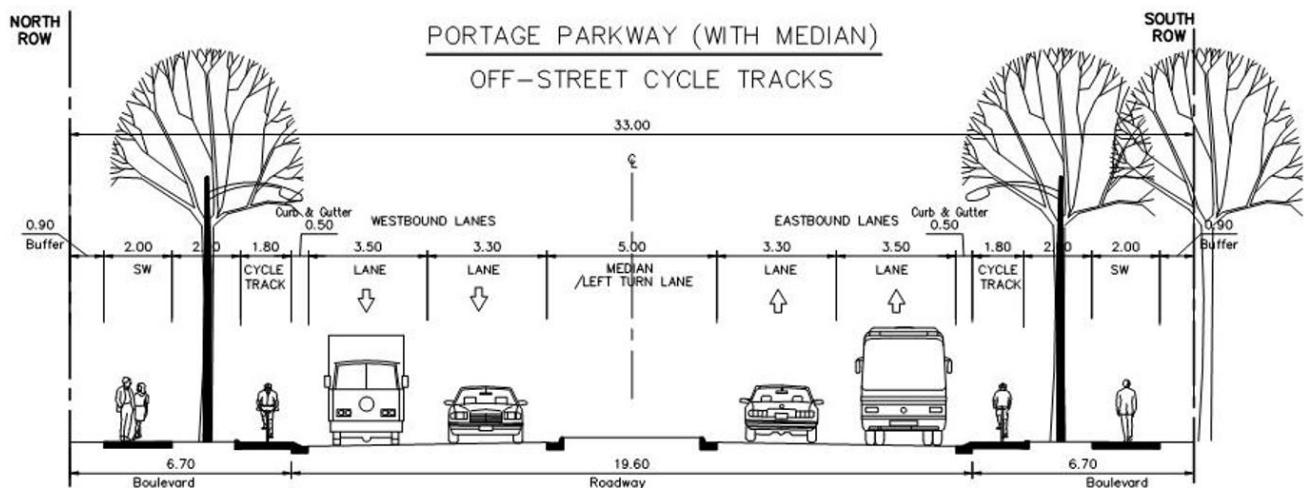 NORTH
ROW
PORTAGE PARKWAY (WITH MEDIAN)
OFF-STREET CYCLE TRACKS
SOUTH
ROW
33.00
℄
0.90
Buffer
2.00
SW
1.80
CYCLE
TRACK
Curb & Gutter
0.50
WESTBOUND LANES
3.50
LANE
3.30
LANE
5.00
MEDIAN
/LEFT TURN LANE
EASTBOUND LANES
3.30
LANE
3.50
LANE
Curb & Gutter
0.50
1.80
CYCLE
TRACK
2.00
SW
0.90
Buffer
6.70
Boulevard
19.60
Roadway
6.70
Boulevard